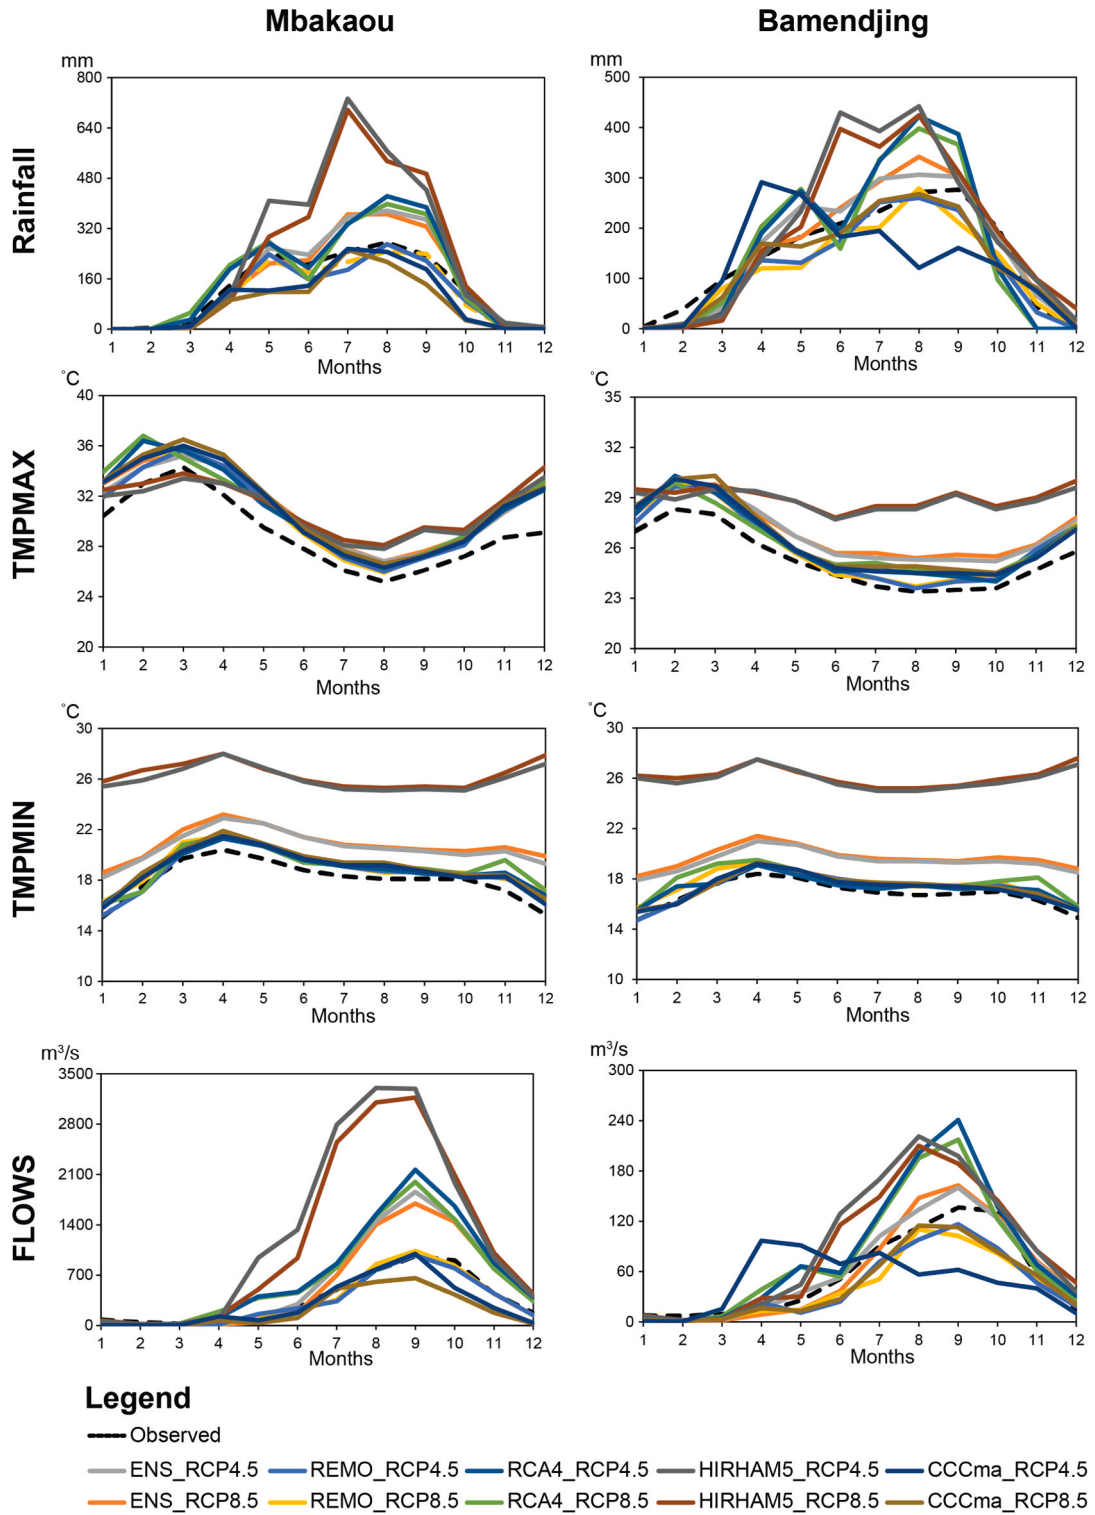 Mbakaou Bamendjing
Rainfall
mm
800
640
480
320
160
0
1 2 3 4 5 6 7 8 9 10 11 12
Months
mm
500
400
300
200
100
0
1 2 3 4 5 6 7 8 9 10 11 12
Months
TMPMAX
°C
40
36
32
28
24
20
1 2 3 4 5 6 7 8 9 10 11 12
Months
°C
35
32
29
26
23
20
1 2 3 4 5 6 7 8 9 10 11 12
Months
TMPMIN
°C
30
26
22
18
14
10
1 2 3 4 5 6 7 8 9 10 11 12
Months
°C
30
26
22
18
14
10
1 2 3 4 5 6 7 8 9 10 11 12
Months
FLOWS
m³/s
3500
2800
2100
1400
700
0
1 2 3 4 5 6 7 8 9 10 11 12
Months
m³/s
300
240
180
120
60
0
1 2 3 4 5 6 7 8 9 10 11 12
Months
Legend
Observed
ENS_RCP4.5 REMO_RCP4.5 RCA4_RCP4.5 HIRHAM5_RCP4.5 CCCma_RCP4.5
ENS_RCP8.5 REMO_RCP8.5 RCA4_RCP8.5 HIRHAM5_RCP8.5 CCCma_RCP8.5